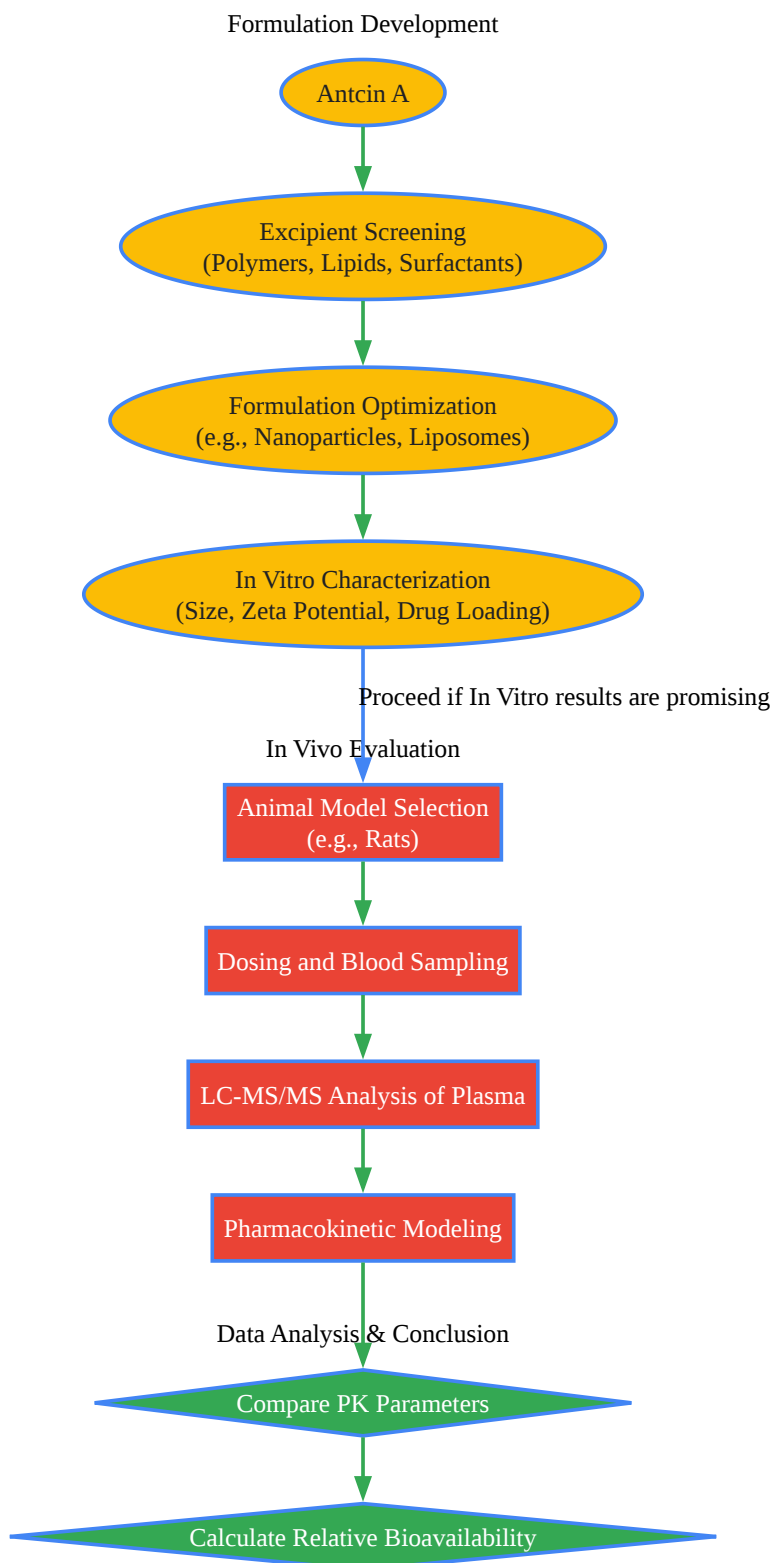 Formulation Development
Antcin A
Excipient Screening
(Polymers, Lipids, Surfactants)
Formulation Optimization
(e.g., Nanoparticles, Liposomes)
In Vitro Characterization
(Size, Zeta Potential, Drug Loading)
Proceed if In Vitro results are promising
In Vivo Evaluation
Animal Model Selection
(e.g., Rats)
Dosing and Blood Sampling
LC-MS/MS Analysis of Plasma
Pharmacokinetic Modeling
Data Analysis & Conclusion
Compare PK Parameters
Calculate Relative Bioavailability